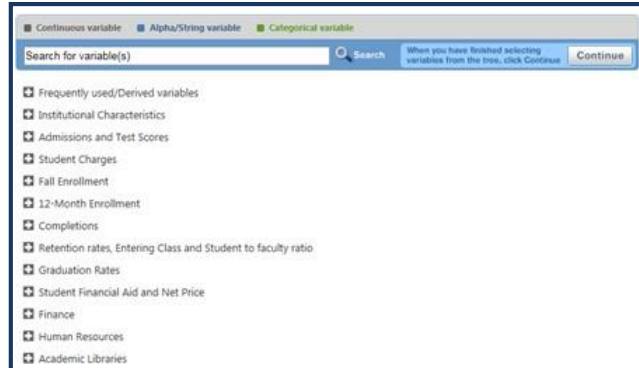 Continuous variable Alpha/String variable Categorical variable
Search for variable(s) Search When you have finished selecting variables from the tree, click Continue Continue
Frequently used/Derived variables
Institutional Characteristics
Admissions and Test Scores
Student Charges
Fall Enrollment
12-Month Enrollment
Completions
Retention rates, Entering Class and Student to faculty ratio
Graduation Rates
Student Financial Aid and Net Price
Finance
Human Resources
Academic Libraries